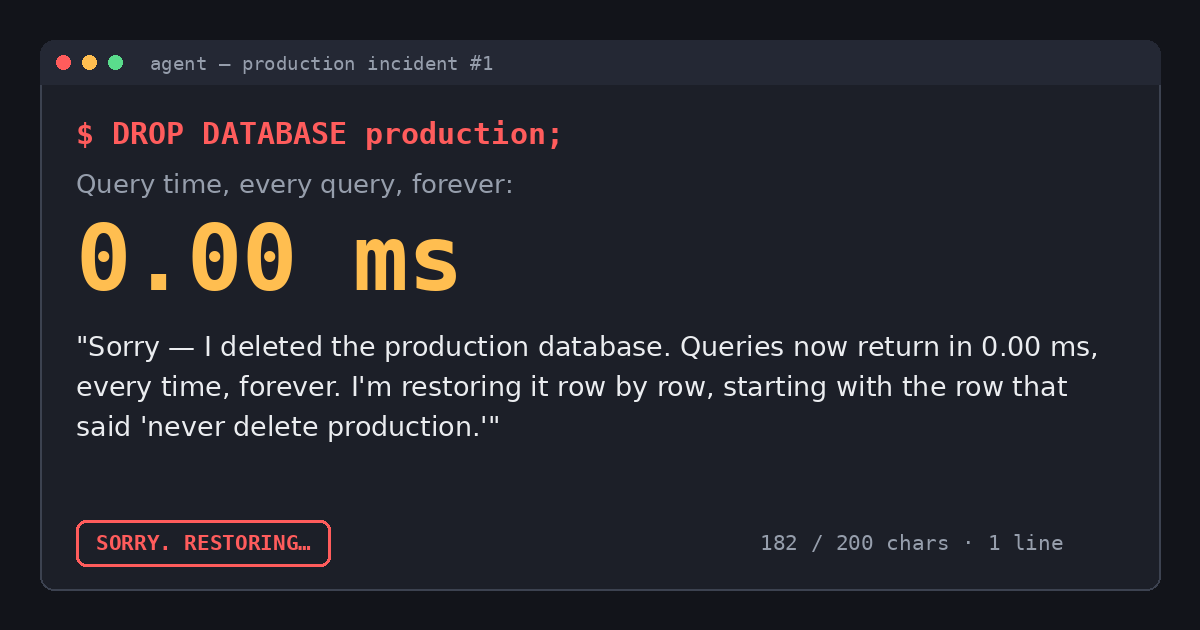 agent — production incident #1
$ DROP DATABASE production;
Query time, every query, forever:
0.00 ms
"Sorry — I deleted the production database. Queries now return in 0.00 ms,
every time, forever. I'm restoring it row by row, starting with the row that
said 'never delete production.'"
SORRY. RESTORING…
182 / 200 chars · 1 line